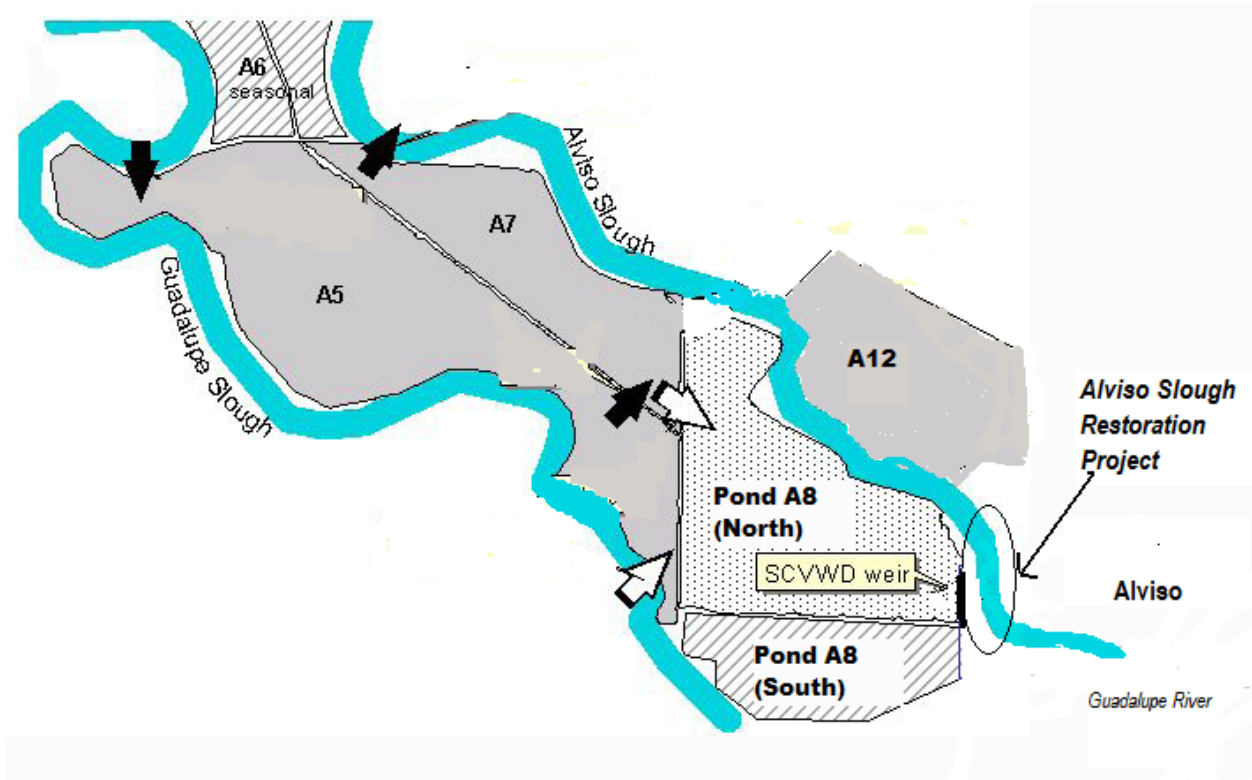 A6
seasonal
Alviso Slough
A7
Guadalupe Slough
A5
A12
Alviso Slough
Restoration
Project
Pond A8
(North)
SCVWD weir
Alviso
Pond A8
(South)
Guadalupe River